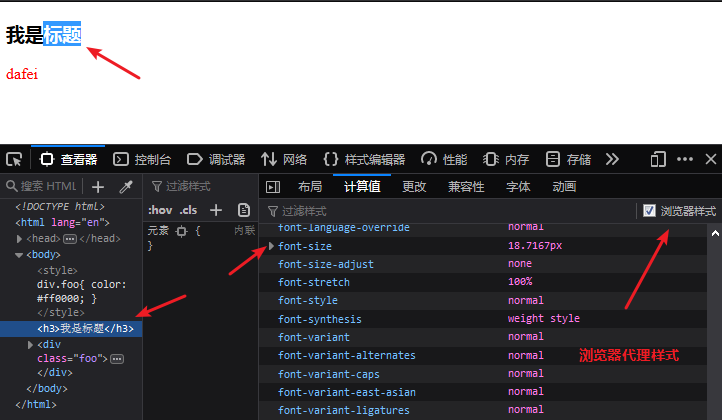 我是标题
dafei
查看器 控制台 调试器 网络 样式编辑器 性能 内存 存储
搜索 HTML
过滤样式
布局 计算值 更改 兼容性 字体 动画
:hov .cls
过滤样式 浏览器样式
<!DOCTYPE html>
<html lang="en">
<head> </head>
<body>
<style>
div.foo{ color:
#ff0000; }
</style>
<h3>我是标题</h3>
<div
class="foo">
</div>
</body>
</html>
元素 { 内联
}
font-language-override normal
font-size 18.7167px
font-size-adjust none
font-stretch 100%
font-style normal
font-synthesis weight style
font-variant normal
font-variant-alternates normal
font-variant-caps normal
font-variant-east-asian normal
font-variant-ligatures normal
浏览器代理样式